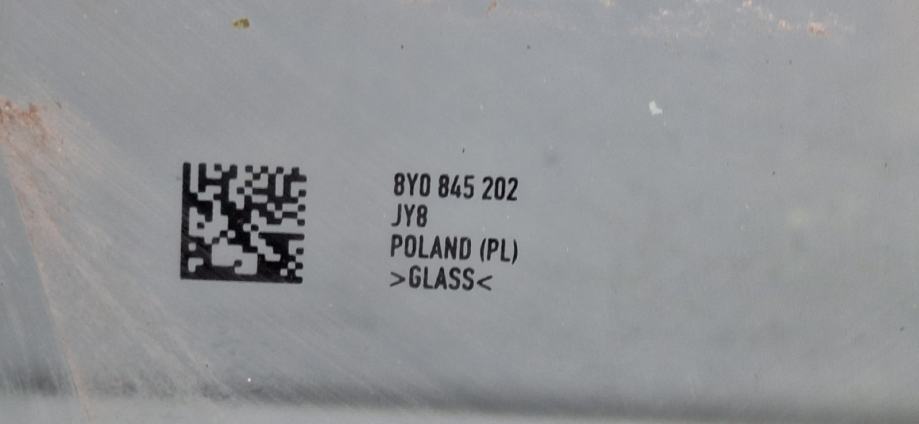 8Y0 845 202
JY8
POLAND (PL)
>GLASS<